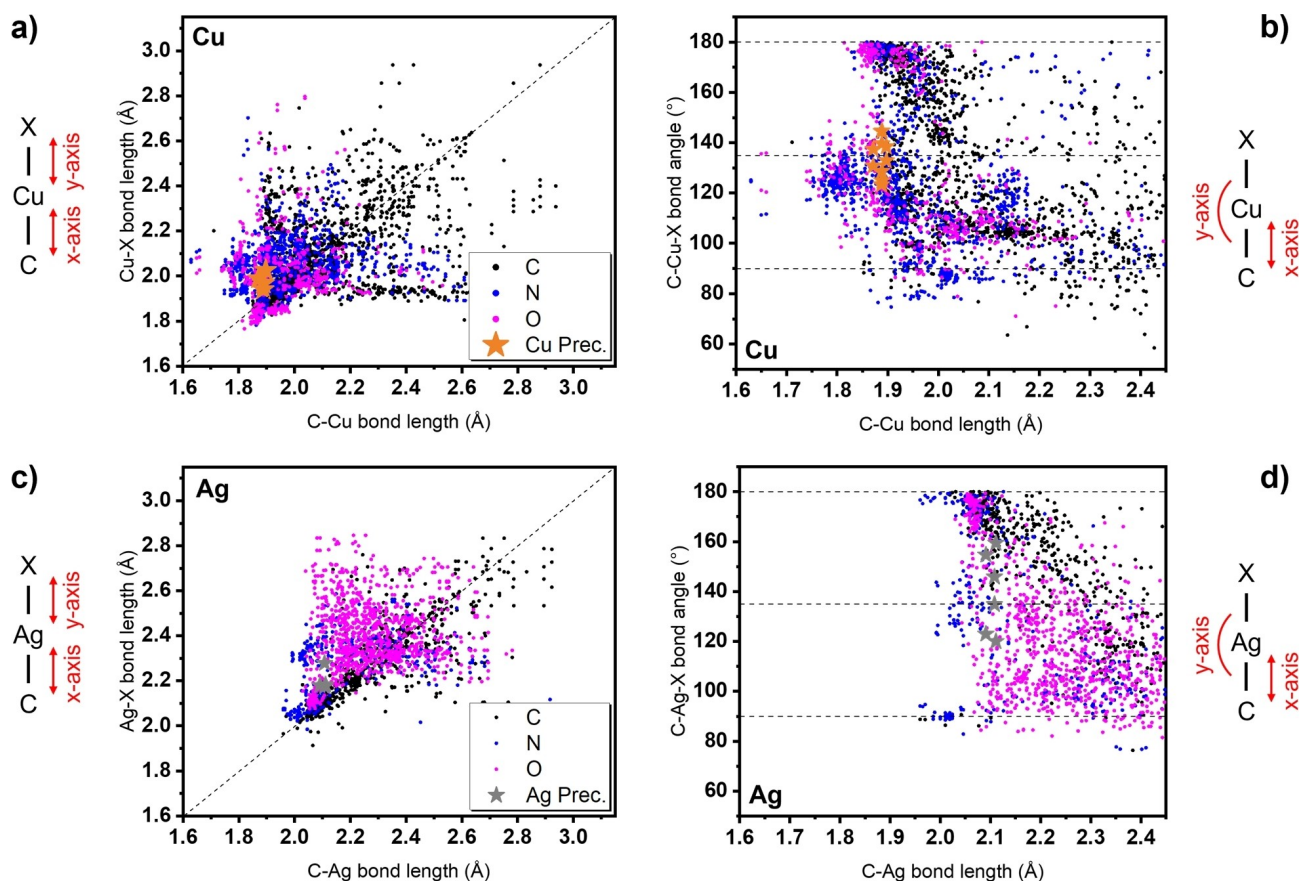 a)
X
Cu
C
y-axis
x-axis
Cu
Cu-X bond length (Å)
3.0
2.8
2.6
2.4
2.2
2.0
1.8
1.6
1.6 1.8 2.0 2.2 2.4 2.6 2.8 3.0
C-Cu bond length (Å)
C
N
O
Cu Prec.
b)
C-Cu-X bond angle (°)
180
160
140
120
100
80
60
Cu
1.6 1.7 1.8 1.9 2.0 2.1 2.2 2.3 2.4
C-Cu bond length (Å)
X
Cu
C
y-axis
x-axis
c)
X
Ag
C
y-axis
x-axis
Ag
Ag-X bond length (Å)
3.0
2.8
2.6
2.4
2.2
2.0
1.8
1.6
1.6 1.8 2.0 2.2 2.4 2.6 2.8 3.0
C-Ag bond length (Å)
C
N
O
Ag Prec.
d)
C-Ag-X bond angle (°)
180
160
140
120
100
80
60
Ag
1.6 1.7 1.8 1.9 2.0 2.1 2.2 2.3 2.4
C-Ag bond length (Å)
X
Ag
C
y-axis
x-axis